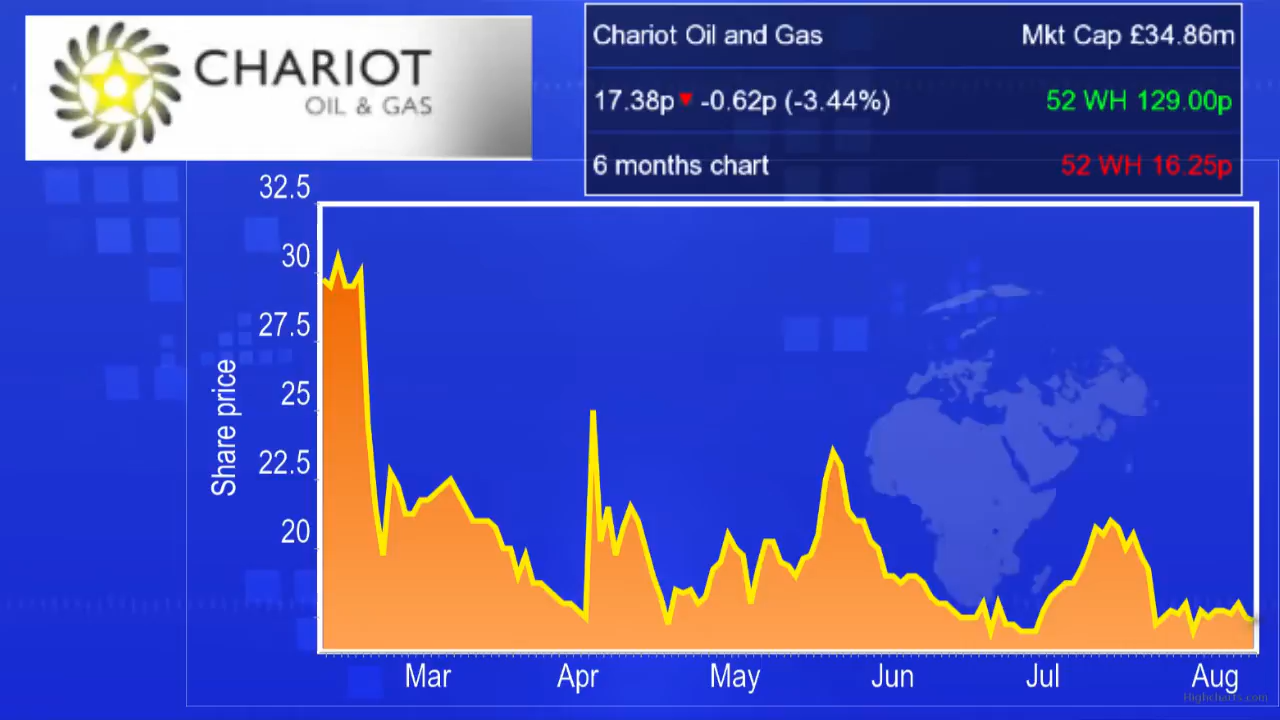 CHARIOT
OIL & GAS
Chariot Oil and Gas Mkt Cap £34.86m
17.38p -0.62p (-3.44%) 52 WH 129.00p
6 months chart 52 WH 16.25p
32.5
30
27.5
25
22.5
20
Share price
Mar Apr May Jun Jul Aug
Highcharts.com